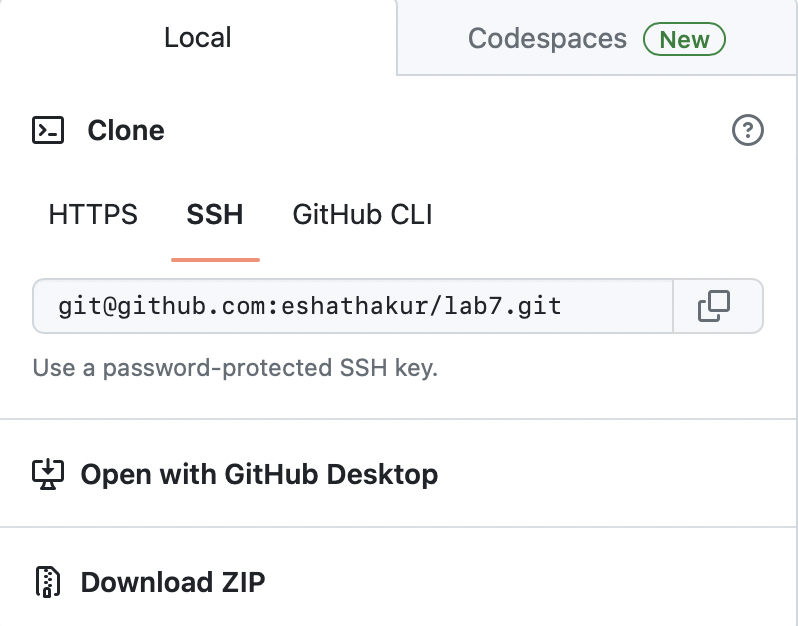 Local
Codespaces New
Clone
HTTPS SSH GitHub CLI
git@github.com:eshathakur/lab7.git
Use a password-protected SSH key.
Open with GitHub Desktop
Download ZIP